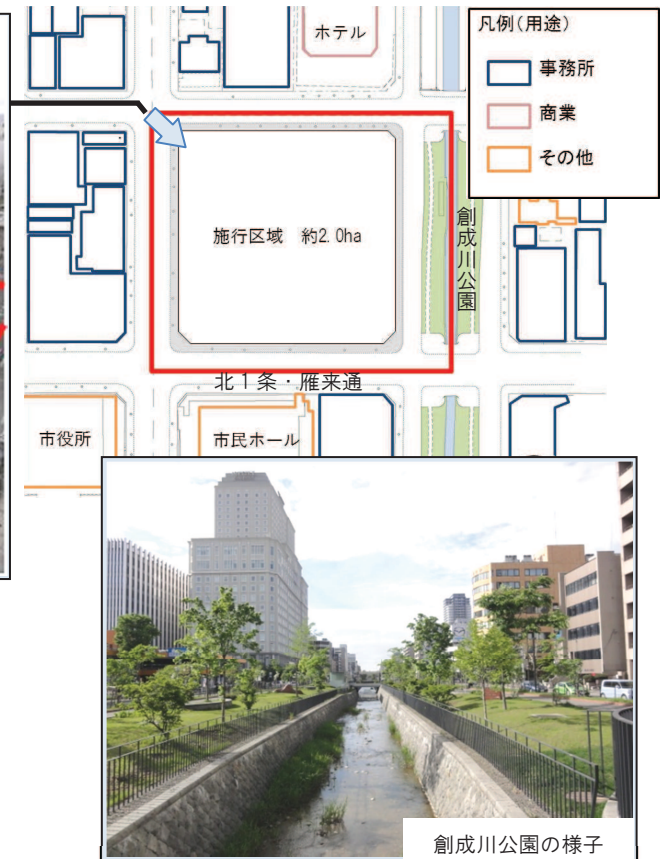 ホテル
凡例(用途)
事務所
商業
その他
施行区域 約2.0ha
創成川公園
北1条・雁来通
市役所
市民ホール
創成川公園の様子